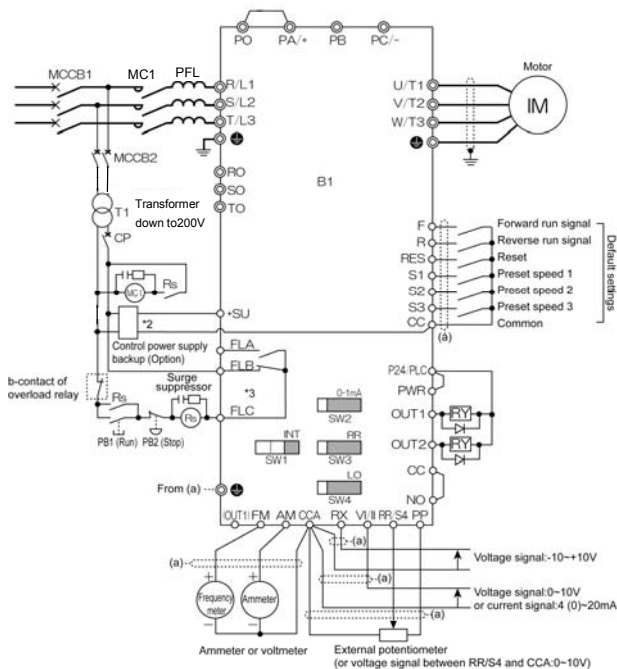 PO PA/+ PB PC/-
MCCB1 MC1 PFL
R/L1
S/L2
T/L3
U/T1
V/T2
W/T3
Motor
IM
MCCB2
RO
SO
TO
B1
T1
Transformer
down to200V
CP
F
R
RES
S1
S2
S3
CC
Forward run signal
Reverse run signal
Reset
Preset speed 1
Preset speed 2
Preset speed 3
Common
Default settings
(a)
MC1
Rs
+SU
*2
Control power supply
backup (Option)
FLA
FLB
FLC
*3
b-contact of
overload relay
Surge
suppressor
Rs
Rs
PB1 (Run)
PB2 (Stop)
P24/PLC
PWR
OUT1
RY
OUT2
RY
CC
NO
0-1mA
SW2
INT
SW1
RR
SW3
LO
SW4
From (a)
(OUT1) FM AM CCA RX VI/II RR/S4 PP
(a)
(a)
(a)
(a)
Voltage signal:-10~+10V
Voltage signal:0~10V
or current signal:4 (0)~20mA
+
Frequency
meter
−
+
Ammeter
−
Ammeter or voltmeter
External potentiometer
(or voltage signal between RR/S4 and CCA:0~10V)